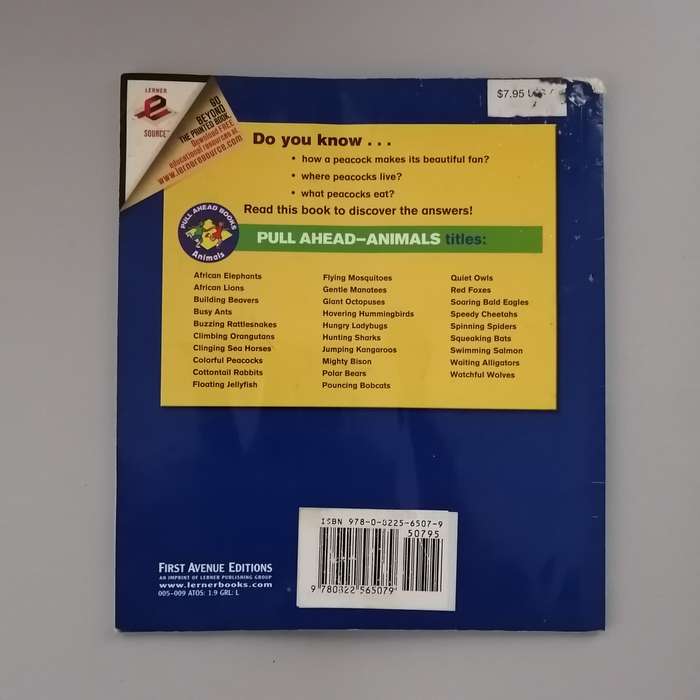 LERNER
e
SOURCE™
GO
BEYOND
THE PRINTED BOOK.
Download FREE
educational resources at
www.lerneresource.com
$7.95
Do you know . . .
• how a peacock makes its beautiful fan?
• where peacocks live?
• what peacocks eat?
Read this book to discover the answers!
PULL AHEAD BOOKS
Animals
PULL AHEAD—ANIMALS titles:
African Elephants
African Lions
Building Beavers
Busy Ants
Buzzing Rattlesnakes
Climbing Orangutans
Clinging Sea Horses
Colorful Peacocks
Cottontail Rabbits
Floating Jellyfish
Flying Mosquitoes
Gentle Manatees
Giant Octopuses
Hovering Hummingbirds
Hungry Ladybugs
Hunting Sharks
Jumping Kangaroos
Mighty Bison
Polar Bears
Pouncing Bobcats
Quiet Owls
Red Foxes
Soaring Bald Eagles
Speedy Cheetahs
Spinning Spiders
Squeaking Bats
Swimming Salmon
Waiting Alligators
Watchful Wolves
ISBN 978-0-8225-6507-9
50795
9 780822 565079
FIRST AVENUE EDITIONS
AN IMPRINT OF LERNER PUBLISHING GROUP
www.lernerbooks.com
005-009 ATOS: 1.9 GRL: L